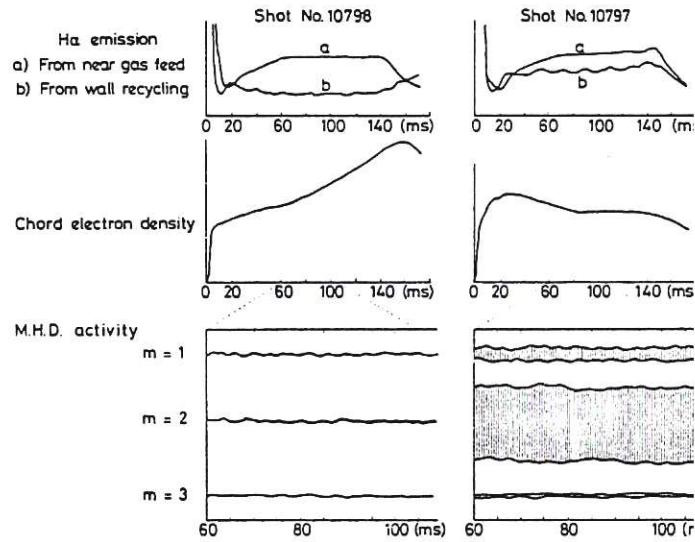 Shot No. 10798
Shot No. 10797
Hα emission
a) From near gas feed
b) From wall recycling
a
b
a
b
0 20 60 100 140 (ms)
0 20 60 100 140
Chord electron density
0 20 60 100 140 (ms)
0 20 60 100 140
M.H.D. activity
m = 1
m = 2
m = 3
60 80 100 (ms)
60 80 100